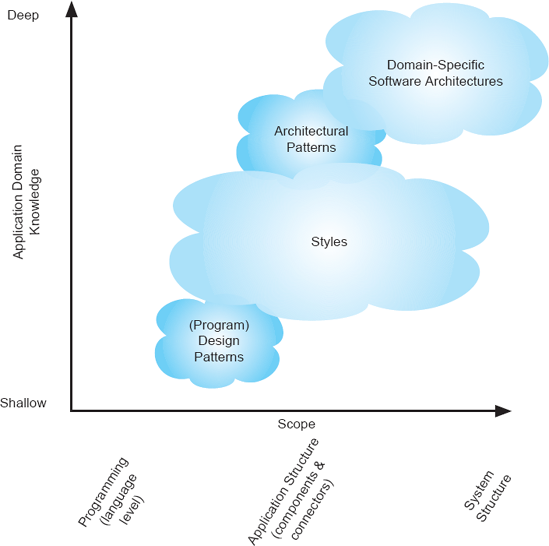 Deep
Domain-Specific
Software Architectures
Architectural
Patterns
Application Domain
Knowledge
Styles
(Program)
Design
Patterns
Shallow
Scope
Programming
(language
level)
Application Structure
(components &
connectors)
System
Structure